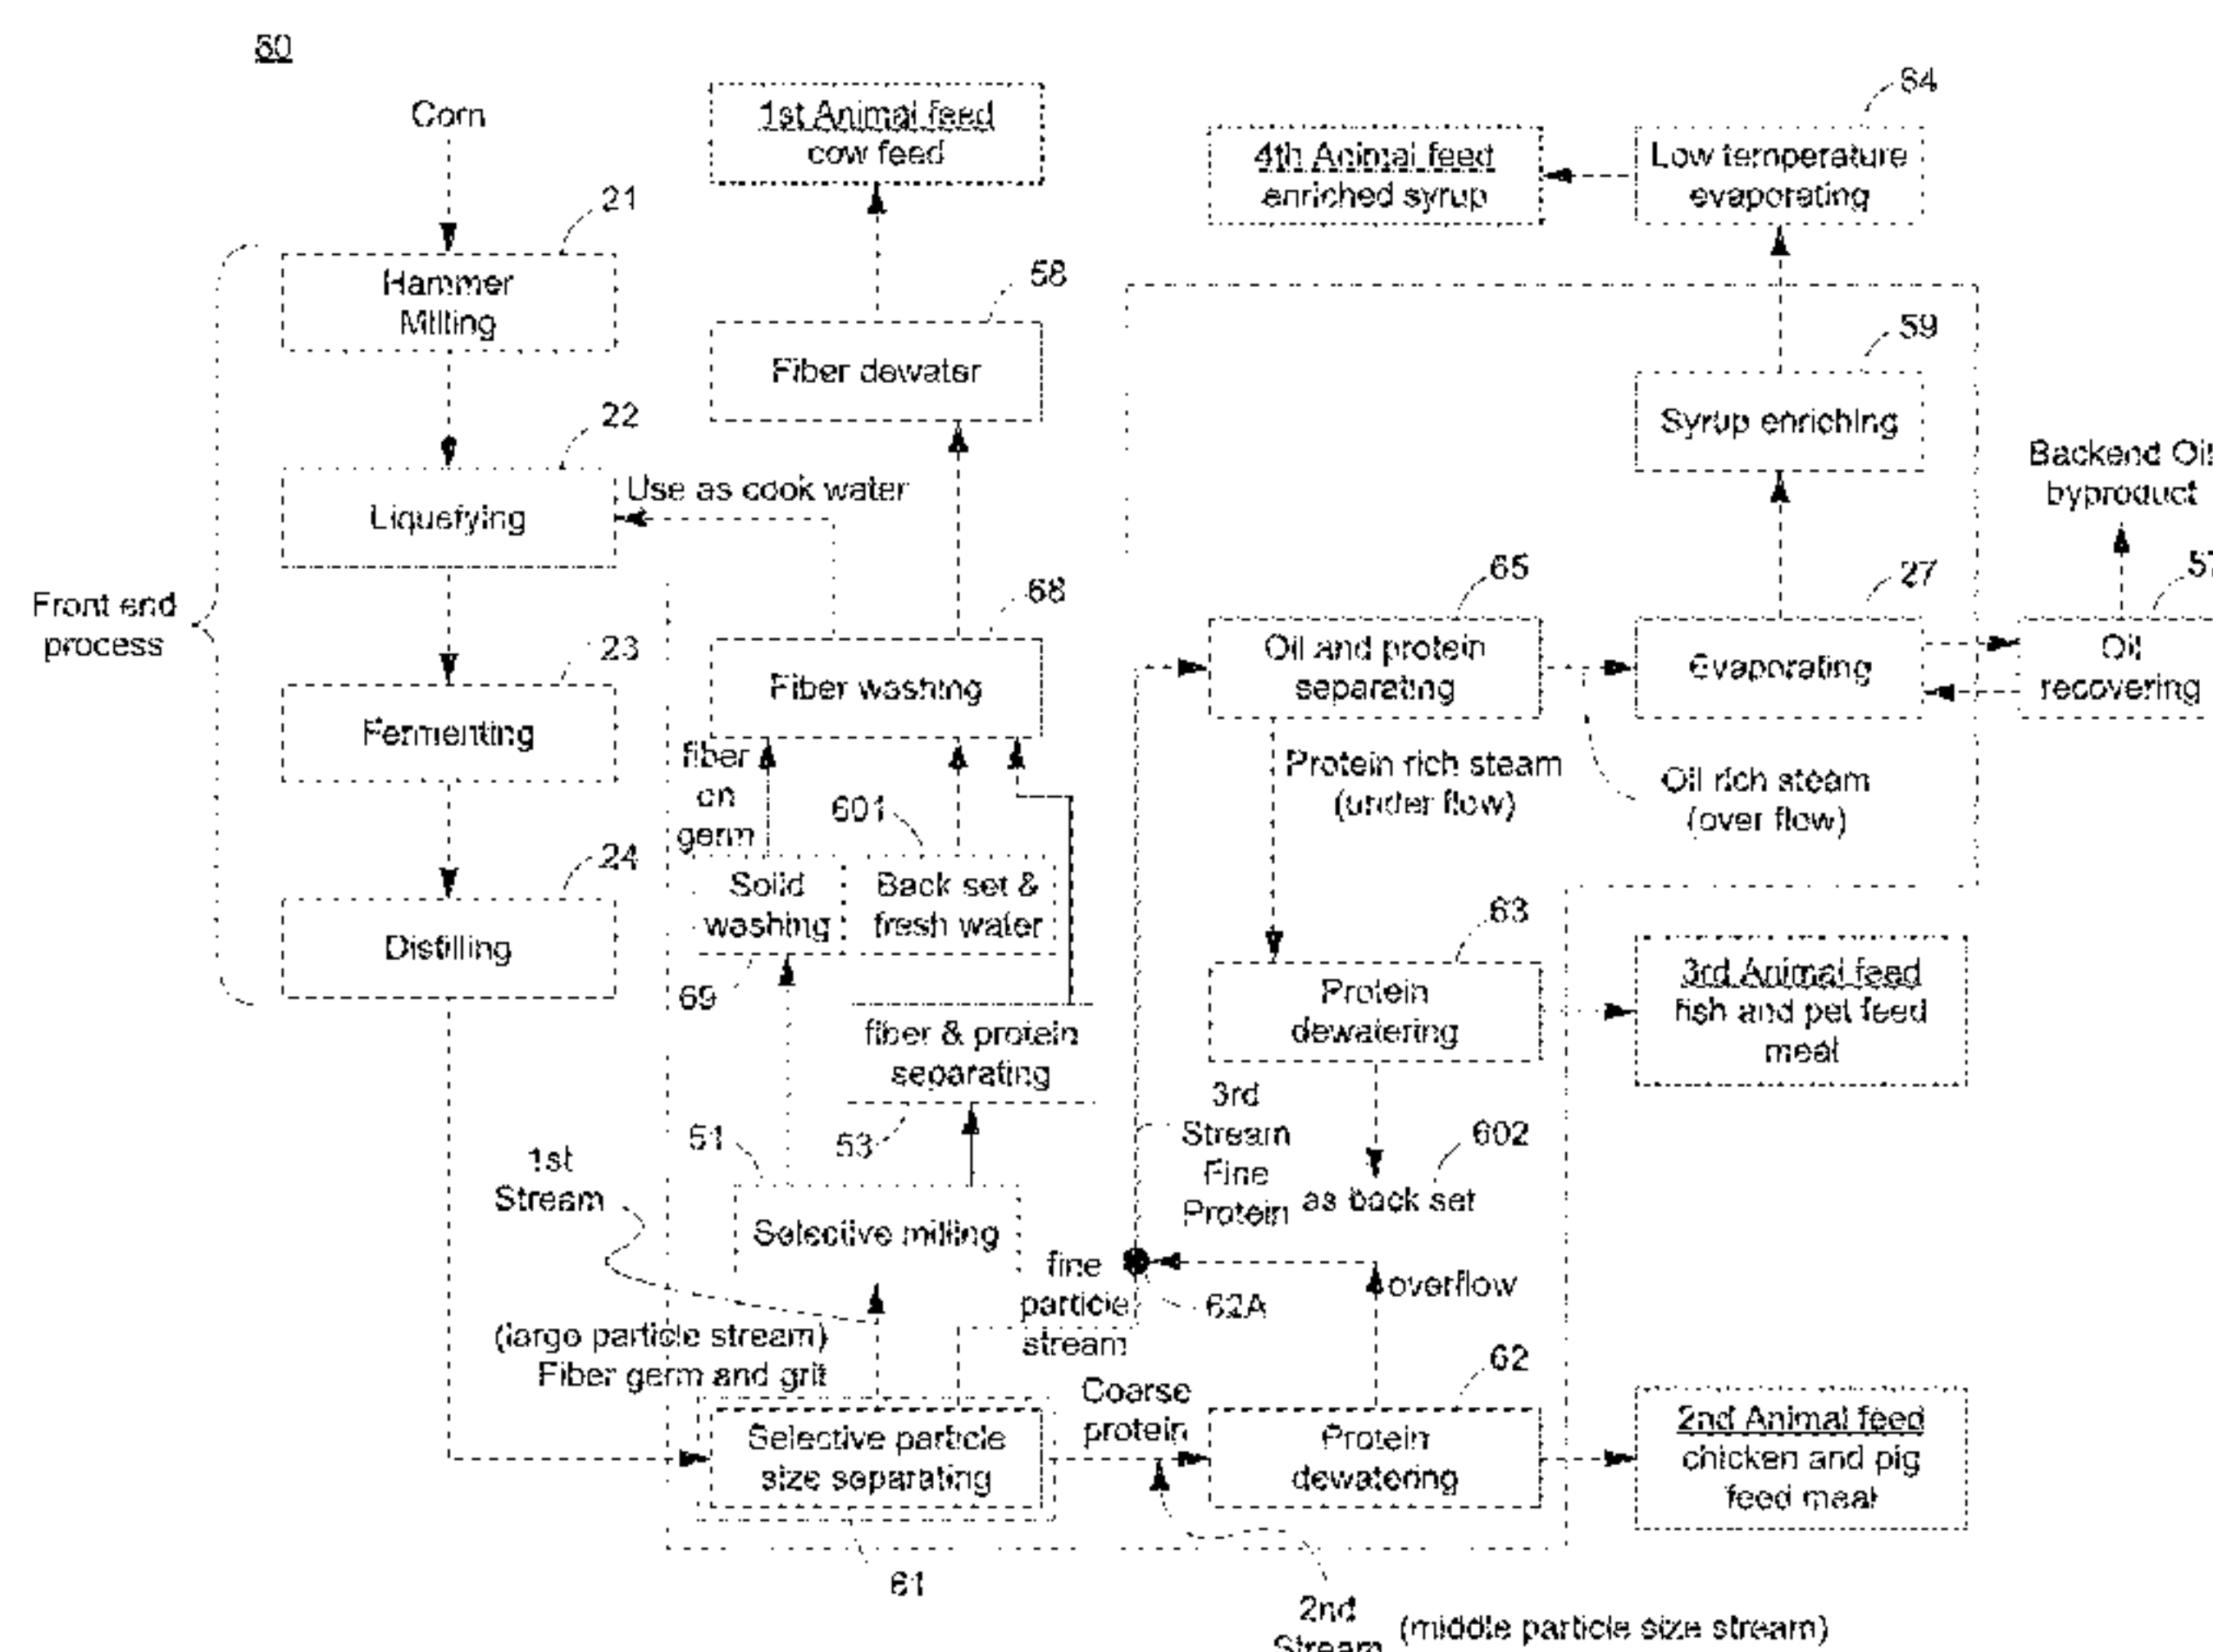 Corn
21
Hammer
Milling
22
Liquefying
Use as cook water
Front end
process
23
Fermenting
24
Distilling
1st Animal feed
cow feed
58
Fiber dewater
68
Fiber washing
fiber
on
germ
601
Solid
washing
Back set &
fresh water
69
fiber & protein
separating
51
53
1st
Stream
Selective milling
(large particle stream)
Fiber germ and grit
fine
particle
stream
Selective particle
size separating
61
Coarse
protein
4th Animal feed
enriched syrup
Low temperature
evaporating
59
Syrup enriching
Backend Oil
byproduct
65
Oil and protein
separating
27
Evaporating
57
Oil
recovering
Protein rich steam
(under flow)
Oil rich steam
(over flow)
63
Protein
dewatering
3rd Animal feed
fish and pet feed
meal
3rd
Stream
Fine
Protein
602
as back set
overflow
62A
62
Protein
dewatering
2nd Animal feed
chicken and pig
feed meal
2nd
Stream
(middle particle size stream)